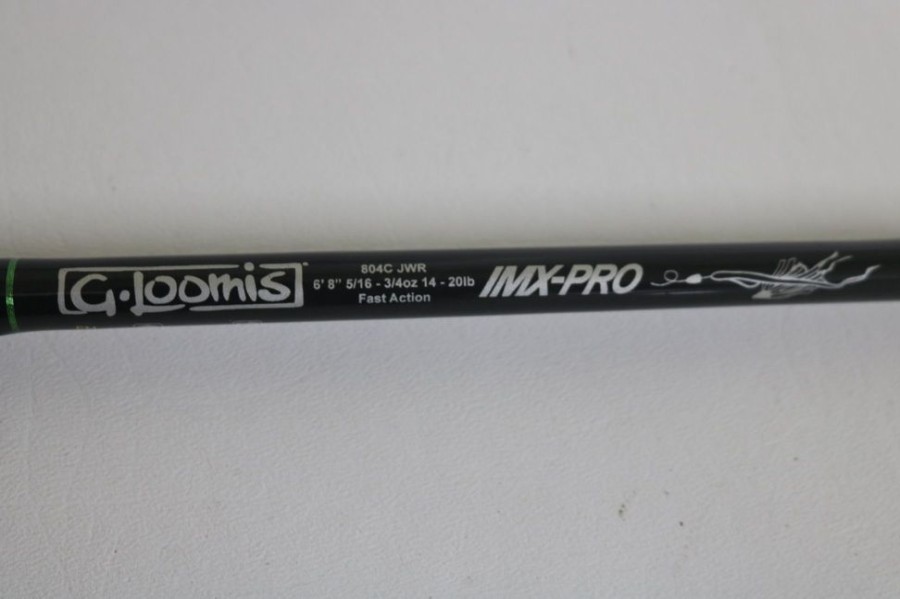 G.Loomis
804C JWR
6' 8" 5/16 - 3/4oz 14 - 20lb
Fast Action
IMX-PRO